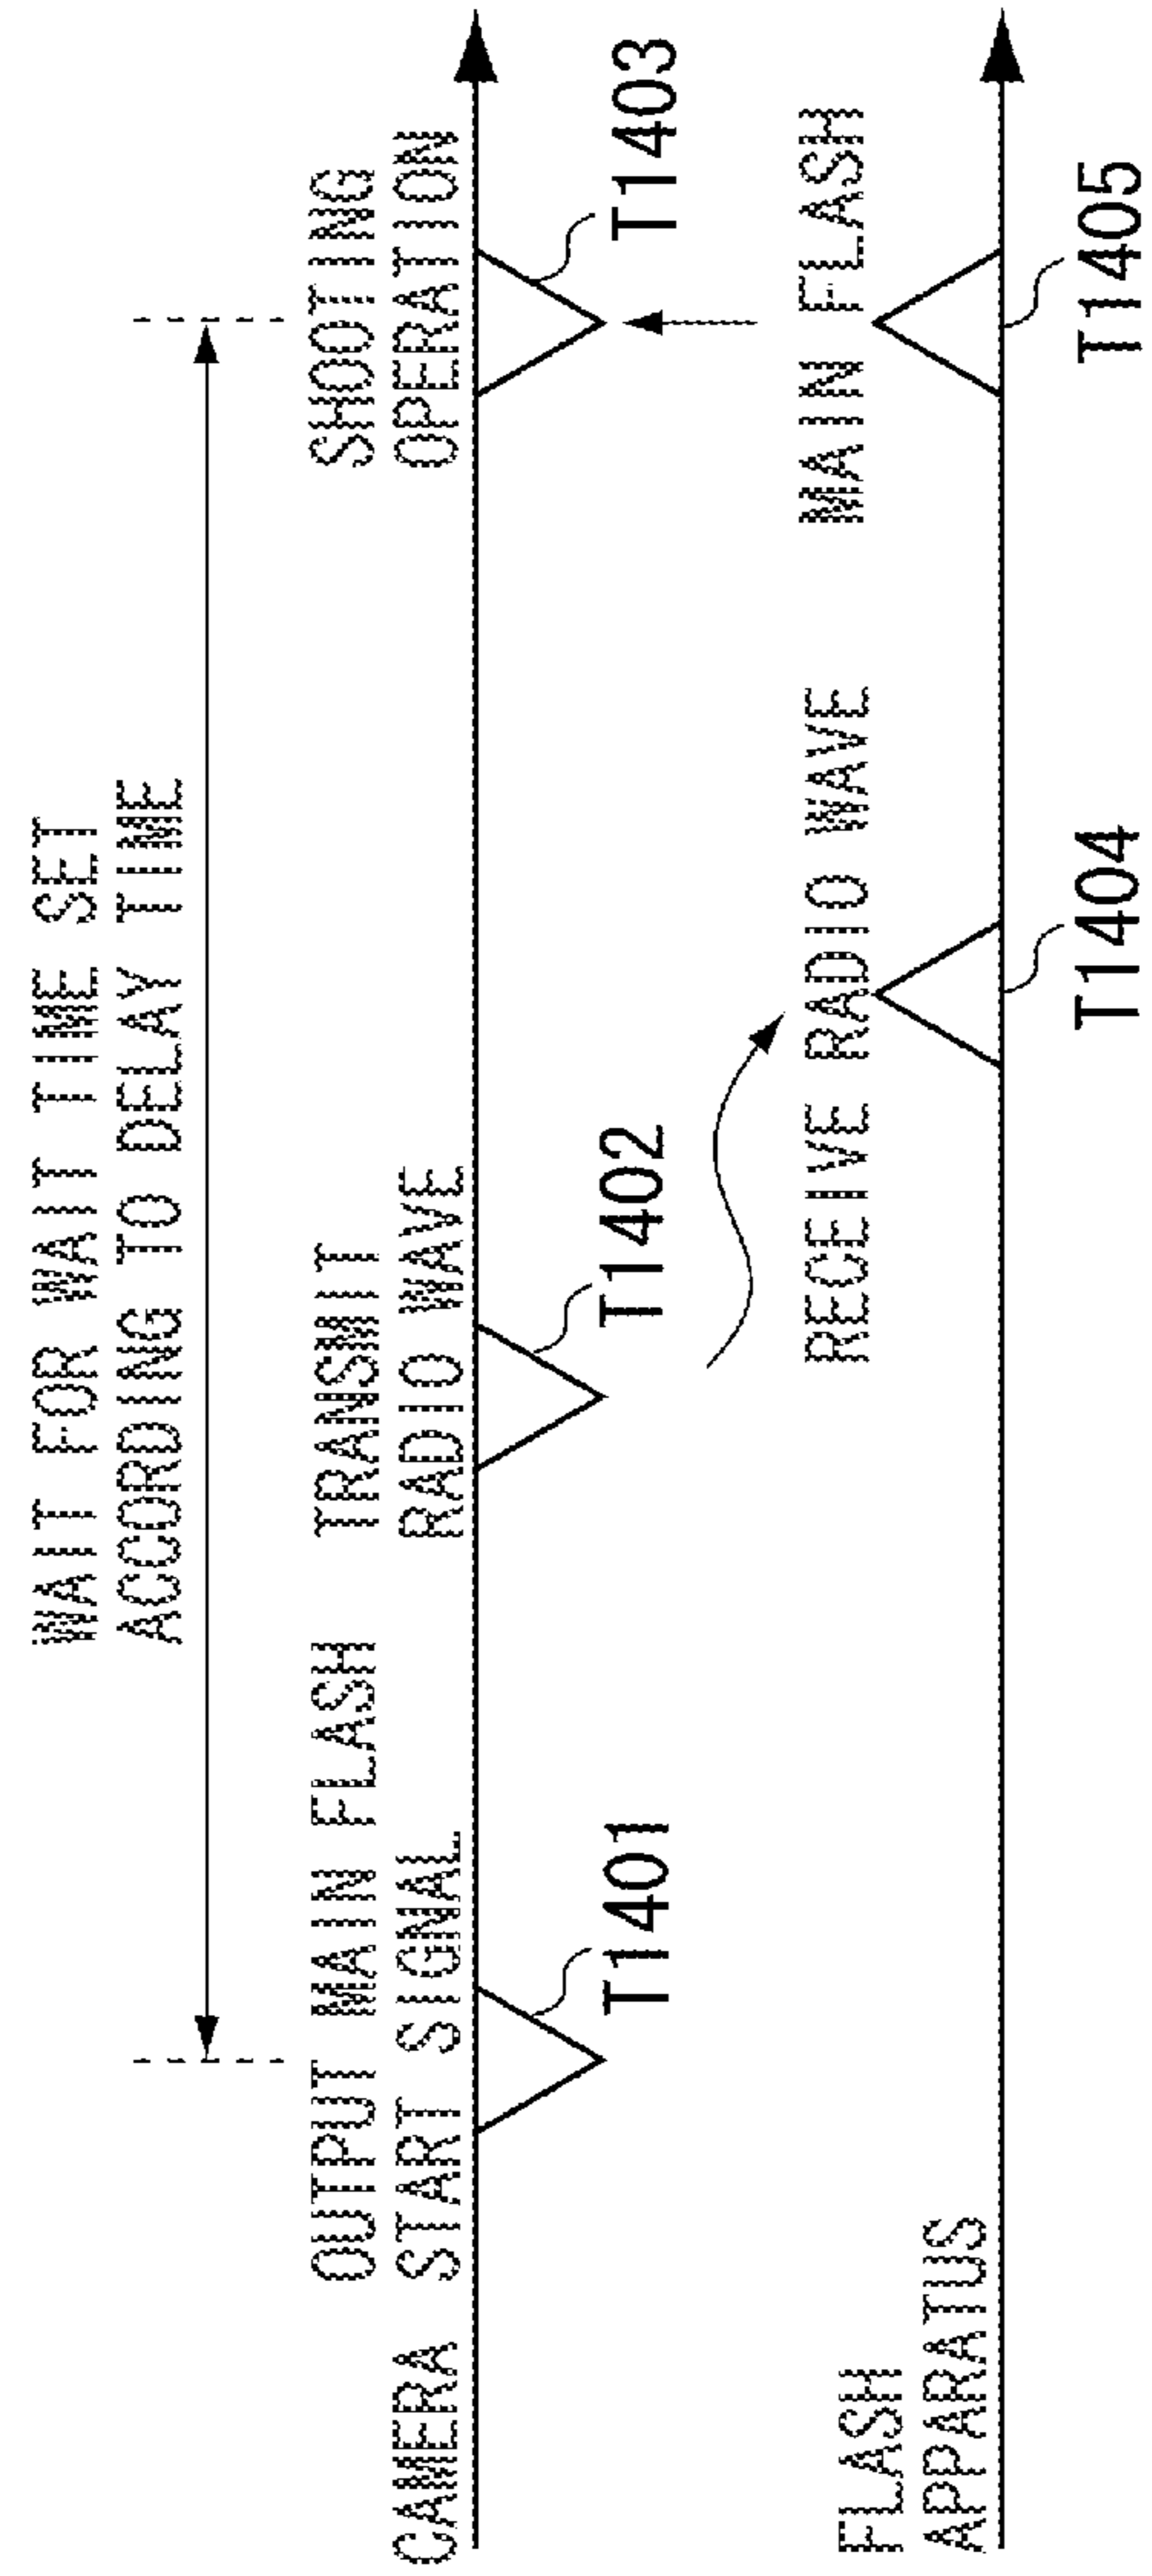 WAIT FOR WAIT TIME SET
ACCORDING TO DELAY TIME
OUTPUT MAIN FLASH
START SIGNAL
TRANSMIT
RADIO WAVE
SHOOTING
OPERATION
CAMERA
T1401
T1402
T1403
RECEIVE RADIO WAVE
MAIN FLASH
FLASH
APPARATUS
T1404
T1405